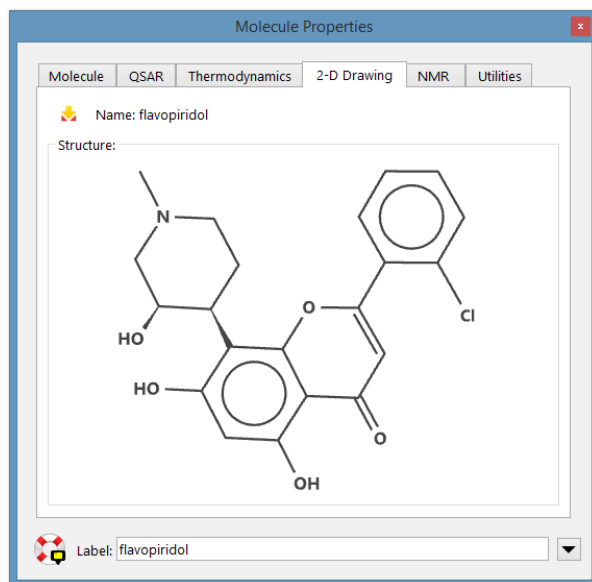 Molecule Properties
x
Molecule QSAR Thermodynamics 2-D Drawing NMR Utilities
Name: flavopiridol
Structure:
N
O
Cl
HO
HO
O
OH
Label: flavopiridol